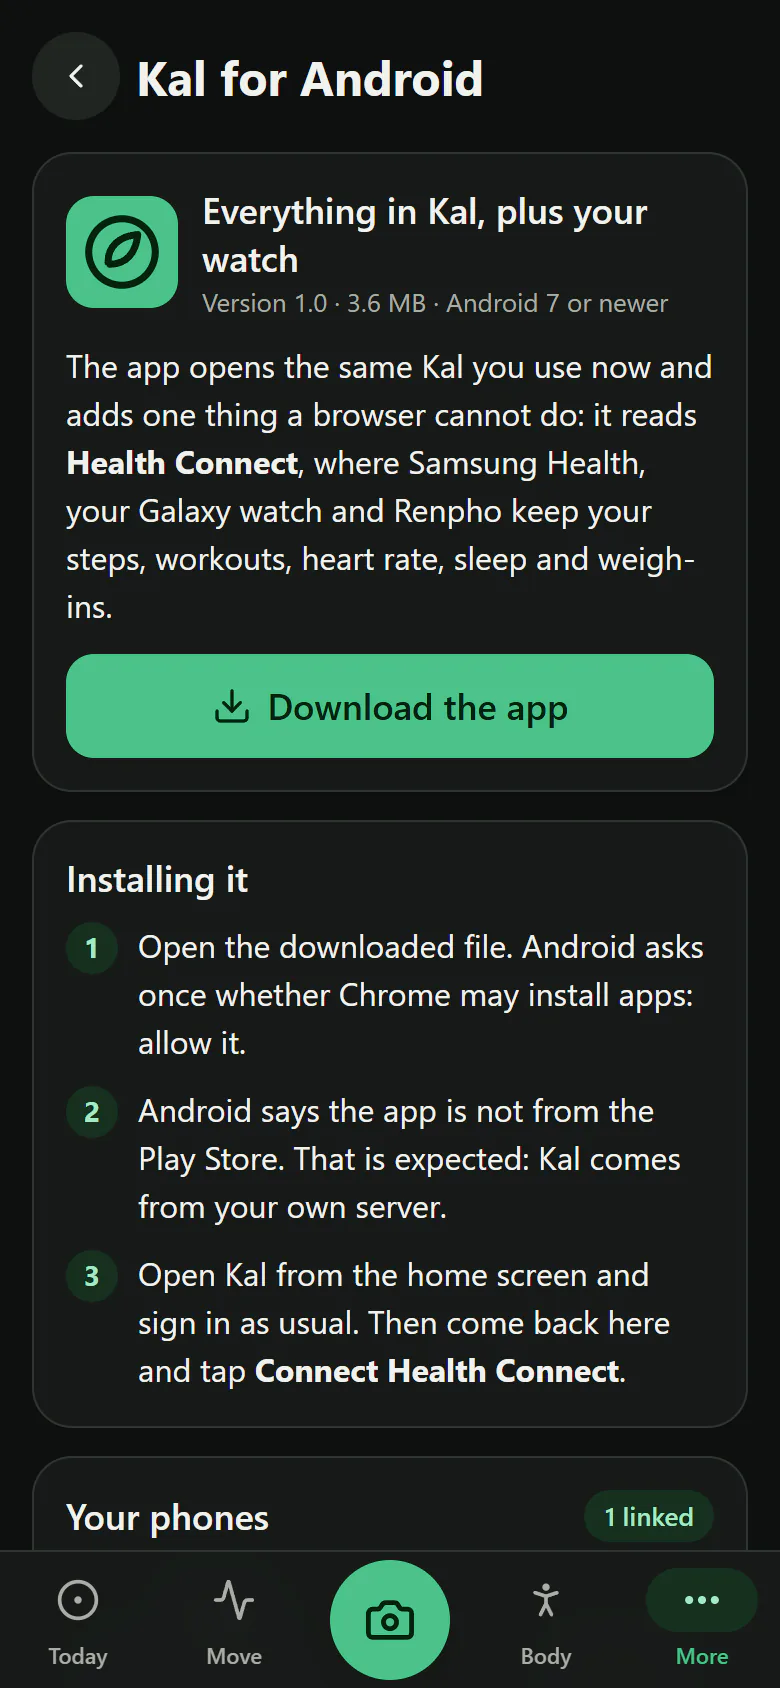 Kal for Android
Everything in Kal, plus your
watch
Version 1.0 · 3.6 MB · Android 7 or newer
The app opens the same Kal you use now and
adds one thing a browser cannot do: it reads
Health Connect, where Samsung Health,
your Galaxy watch and Renpho keep your
steps, workouts, heart rate, sleep and weigh-
ins.
Download the app
Installing it
1 Open the downloaded file. Android asks
once whether Chrome may install apps:
allow it.
2 Android says the app is not from the
Play Store. That is expected: Kal comes
from your own server.
3 Open Kal from the home screen and
sign in as usual. Then come back here
and tap Connect Health Connect.
Your phones 1 linked
Today Move Body More